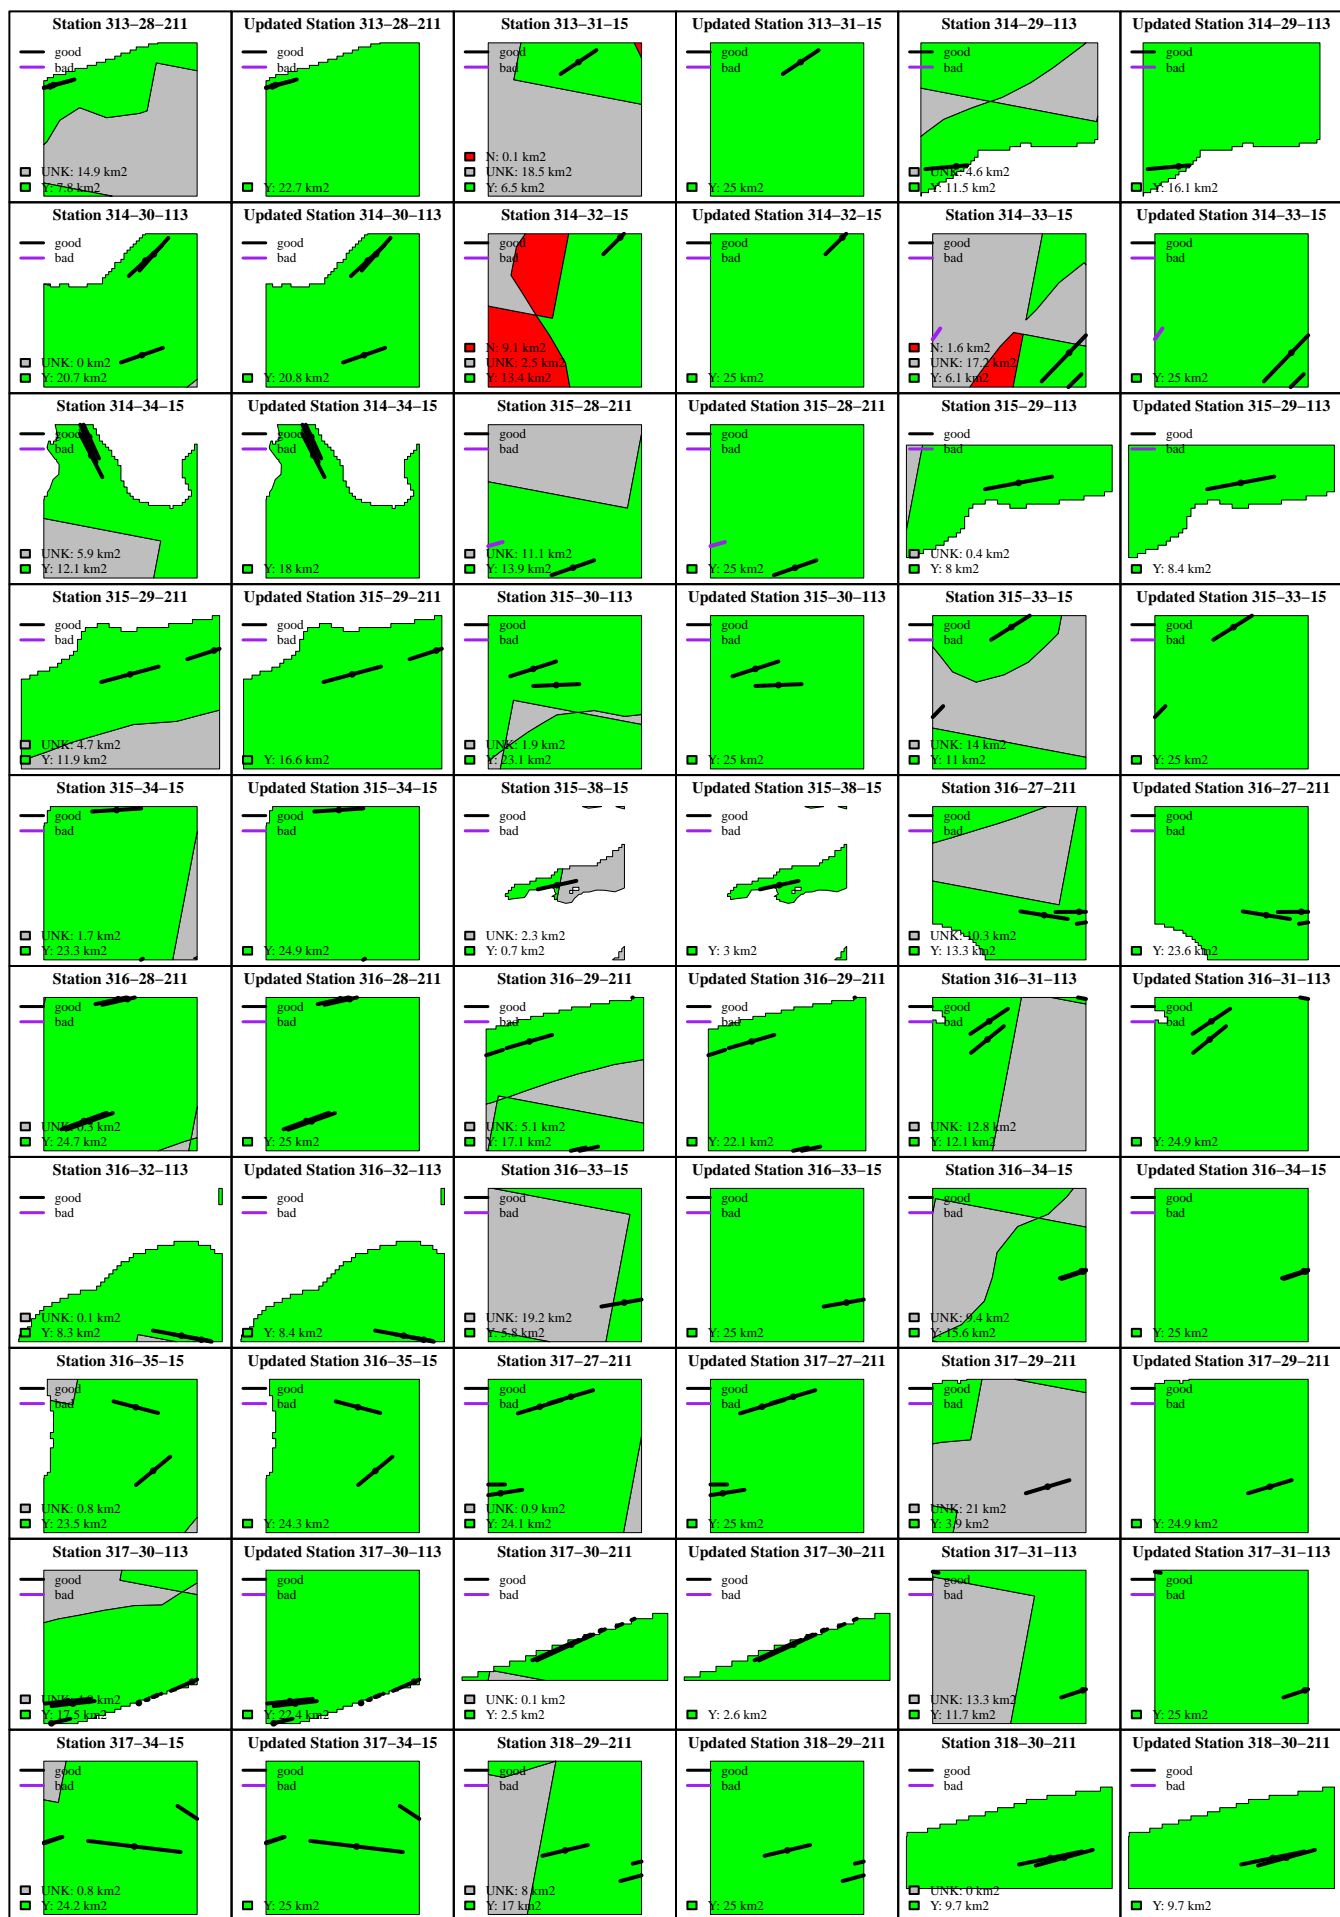 Station 313−28−211
good
bad
UNK: 14.9 km2
Y: 7.8 km2
Updated Station 313−28−211
good
bad
Y: 22.7 km2
Station 313−31−15
good
bad
N: 0.1 km2
UNK: 18.5 km2
Y: 6.5 km2
Updated Station 313−31−15
good
bad
Y: 25 km2
Station 314−29−113
good
bad
UNK: 4.6 km2
Y: 11.5 km2
Updated Station 314−29−113
good
bad
Y: 16.1 km2
Station 314−30−113
good
bad
UNK: 0 km2
Y: 20.7 km2
Updated Station 314−30−113
good
bad
Y: 20.8 km2
Station 314−32−15
good
bad
N: 9.1 km2
UNK: 2.5 km2
Y: 13.4 km2
Updated Station 314−32−15
good
bad
Y: 25 km2
Station 314−33−15
good
bad
N: 1.6 km2
UNK: 17.2 km2
Y: 6.1 km2
Updated Station 314−33−15
good
bad
Y: 25 km2
Station 314−34−15
good
bad
UNK: 5.9 km2
Y: 12.1 km2
Updated Station 314−34−15
good
bad
Y: 18 km2
Station 315−28−211
good
bad
UNK: 11.1 km2
Y: 13.9 km2
Updated Station 315−28−211
good
bad
Y: 25 km2
Station 315−29−113
good
bad
UNK: 0.4 km2
Y: 8 km2
Updated Station 315−29−113
good
bad
Y: 8.4 km2
Station 315−29−211
good
bad
UNK: 4.7 km2
Y: 11.9 km2
Updated Station 315−29−211
good
bad
Y: 16.6 km2
Station 315−30−113
good
bad
UNK: 1.9 km2
Y: 23.1 km2
Updated Station 315−30−113
good
bad
Y: 25 km2
Station 315−33−15
good
bad
UNK: 14 km2
Y: 11 km2
Updated Station 315−33−15
good
bad
Y: 25 km2
Station 315−34−15
good
bad
UNK: 1.7 km2
Y: 23.3 km2
Updated Station 315−34−15
good
bad
Y: 24.9 km2
Station 315−38−15
good
bad
UNK: 2.3 km2
Y: 0.7 km2
Updated Station 315−38−15
good
bad
Y: 3 km2
Station 316−27−211
good
bad
UNK: 10.3 km2
Y: 13.3 km2
Updated Station 316−27−211
good
bad
Y: 23.6 km2
Station 316−28−211
good
bad
UNK: 0.3 km2
Y: 24.7 km2
Updated Station 316−28−211
good
bad
Y: 25 km2
Station 316−29−211
good
bad
UNK: 5.1 km2
Y: 17.1 km2
Updated Station 316−29−211
good
bad
Y: 22.1 km2
Station 316−31−113
good
bad
UNK: 12.8 km2
Y: 12.1 km2
Updated Station 316−31−113
good
bad
Y: 24.9 km2
Station 316−32−113
good
bad
UNK: 0.1 km2
Y: 8.3 km2
Updated Station 316−32−113
good
bad
Y: 8.4 km2
Station 316−33−15
good
bad
UNK: 19.2 km2
Y: 5.8 km2
Updated Station 316−33−15
good
bad
Y: 25 km2
Station 316−34−15
good
bad
UNK: 9.4 km2
Y: 15.6 km2
Updated Station 316−34−15
good
bad
Y: 25 km2
Station 316−35−15
good
bad
UNK: 0.8 km2
Y: 23.5 km2
Updated Station 316−35−15
good
bad
Y: 24.3 km2
Station 317−27−211
good
bad
UNK: 0.9 km2
Y: 24.1 km2
Updated Station 317−27−211
good
bad
Y: 25 km2
Station 317−29−211
good
bad
UNK: 21 km2
Y: 3.9 km2
Updated Station 317−29−211
good
bad
Y: 24.9 km2
Station 317−30−113
good
bad
UNK: km2
Y: 17.5 km2
Updated Station 317−30−113
good
bad
Y: 22.4 km2
Station 317−30−211
good
bad
UNK: 0.1 km2
Y: 2.5 km2
Updated Station 317−30−211
good
bad
Y: 2.6 km2
Station 317−31−113
good
bad
UNK: 13.3 km2
Y: 11.7 km2
Updated Station 317−31−113
good
bad
Y: 25 km2
Station 317−34−15
good
bad
UNK: 0.8 km2
Y: 24.2 km2
Updated Station 317−34−15
good
bad
Y: 25 km2
Station 318−29−211
good
bad
UNK: 8 km2
Y: 17 km2
Updated Station 318−29−211
good
bad
Y: 25 km2
Station 318−30−211
good
bad
UNK: 0 km2
Y: 9.7 km2
Updated Station 318−30−211
good
bad
Y: 9.7 km2